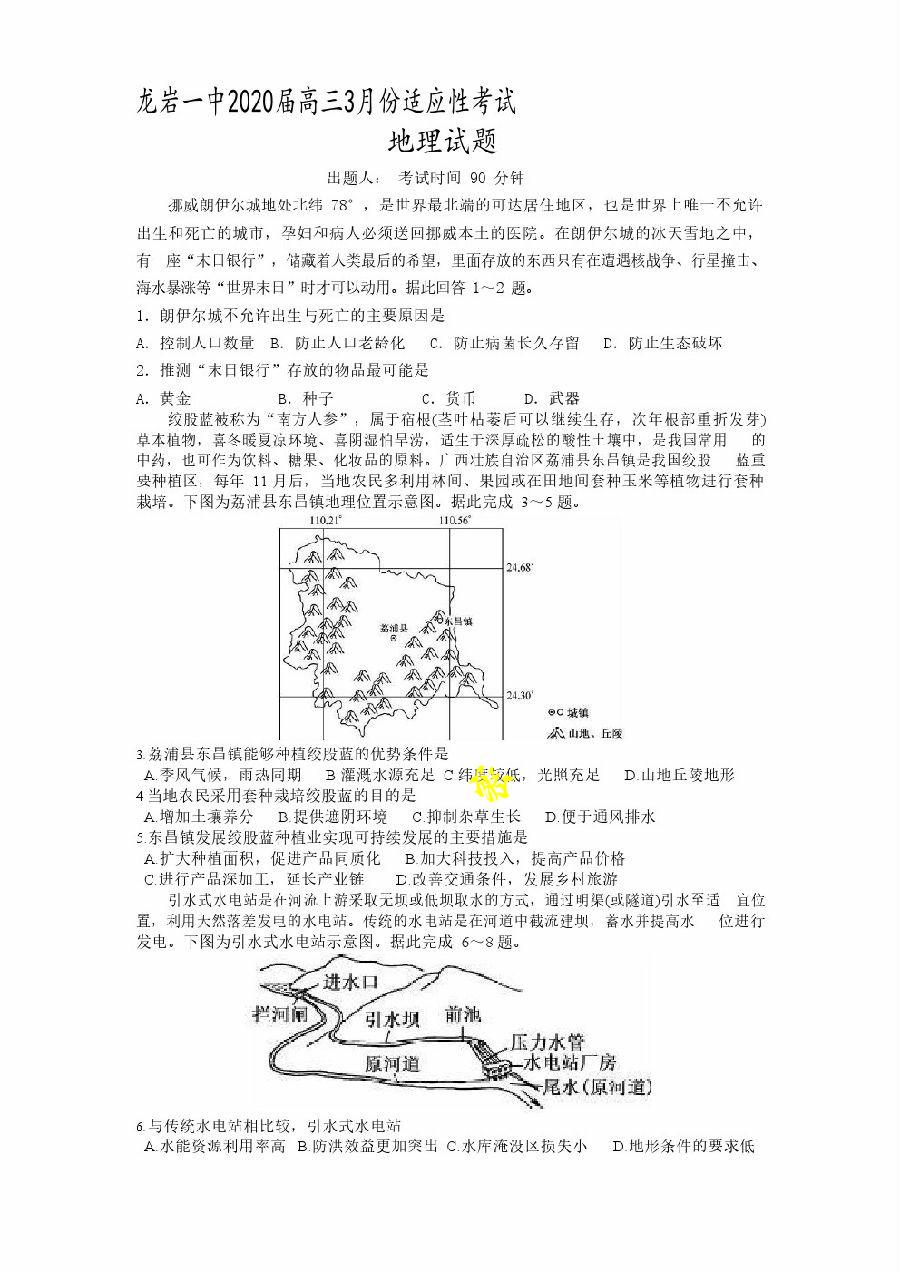 龙岩一中2020届高三3月份适应性考试
地理试题
出题人： 考试时间 90 分钟
挪威朗伊尔城地处北纬 78°，是世界最北端的可达居住地区，也是世界上唯一不允许
出生和死亡的城市，孕妇和病人必须送回挪威本土的医院。在朗伊尔城的冰天雪地之中，
有 座“末日银行”，储藏着人类最后的希望，里面存放的东西只有在遭遇核战争、行星撞击、
海水暴涨等“世界末日”时才可以动用。据此回答 1～2 题。
1．朗伊尔城不允许出生与死亡的主要原因是
A．控制人口数量 B．防止人口老龄化 C．防止病菌长久存留 D．防止生态破坏
2．推测“末日银行”存放的物品最可能是
A．黄金 B．种子 C．货币 D．武器
绞股蓝被称为“南方人参”，属于宿根(茎叶枯萎后可以继续生存，次年根部重折发芽)
草本植物，喜冬暖夏凉环境、喜阴湿怕旱涝，适生于深厚疏松的酸性土壤中，是我国常用 的
中药，也可作为饮料、糖果、化妆品的原料。广西壮族自治区荔浦县东昌镇是我国绞股 蓝重
要种植区，每年 11 月后，当地农民多利用林间、果园或在田地间套种玉米等植物进行套种
栽培。下图为荔浦县东昌镇地理位置示意图。据此完成 3～5 题。
110.21° 110.56°
24.68°
荔浦县 东昌镇
24.30°
城镇
山地、丘陵
3.荔浦县东昌镇能够种植绞股蓝的优势条件是
A.季风气候，雨热同期 B 灌溉水源充足 C 纬度较低，光照充足 D.山地丘陵地形
4 当地农民采用套种栽培绞股蓝的目的是
A.增加土壤养分 B.提供遮阴环境 C.抑制杂草生长 D.便于通风排水
5.东昌镇发展绞股蓝种植业实现可持续发展的主要措施是
A.扩大种植面积，促进产品同质化 B.加大科技投入，提高产品价格
C.进行产品深加工，延长产业链 D.改善交通条件，发展乡村旅游
引水式水电站是在河流上游采取无坝或低坝取水的方式，通过明渠(或隧道)引水至适 宜位
置，利用天然落差发电的水电站。传统的水电站是在河道中截流建坝，蓄水并提高水 位进行
发电。下图为引水式水电站示意图。据此完成 6～8 题。
进水口
拦河闸 引水坝 前池
压力水管
原河道 水电站厂房
尾水(原河道)
6.与传统水电站相比较，引水式水电站
A.水能资源利用率高 B.防洪效益更加突出 C.水库淹没区损失小 D.地形条件的要求低